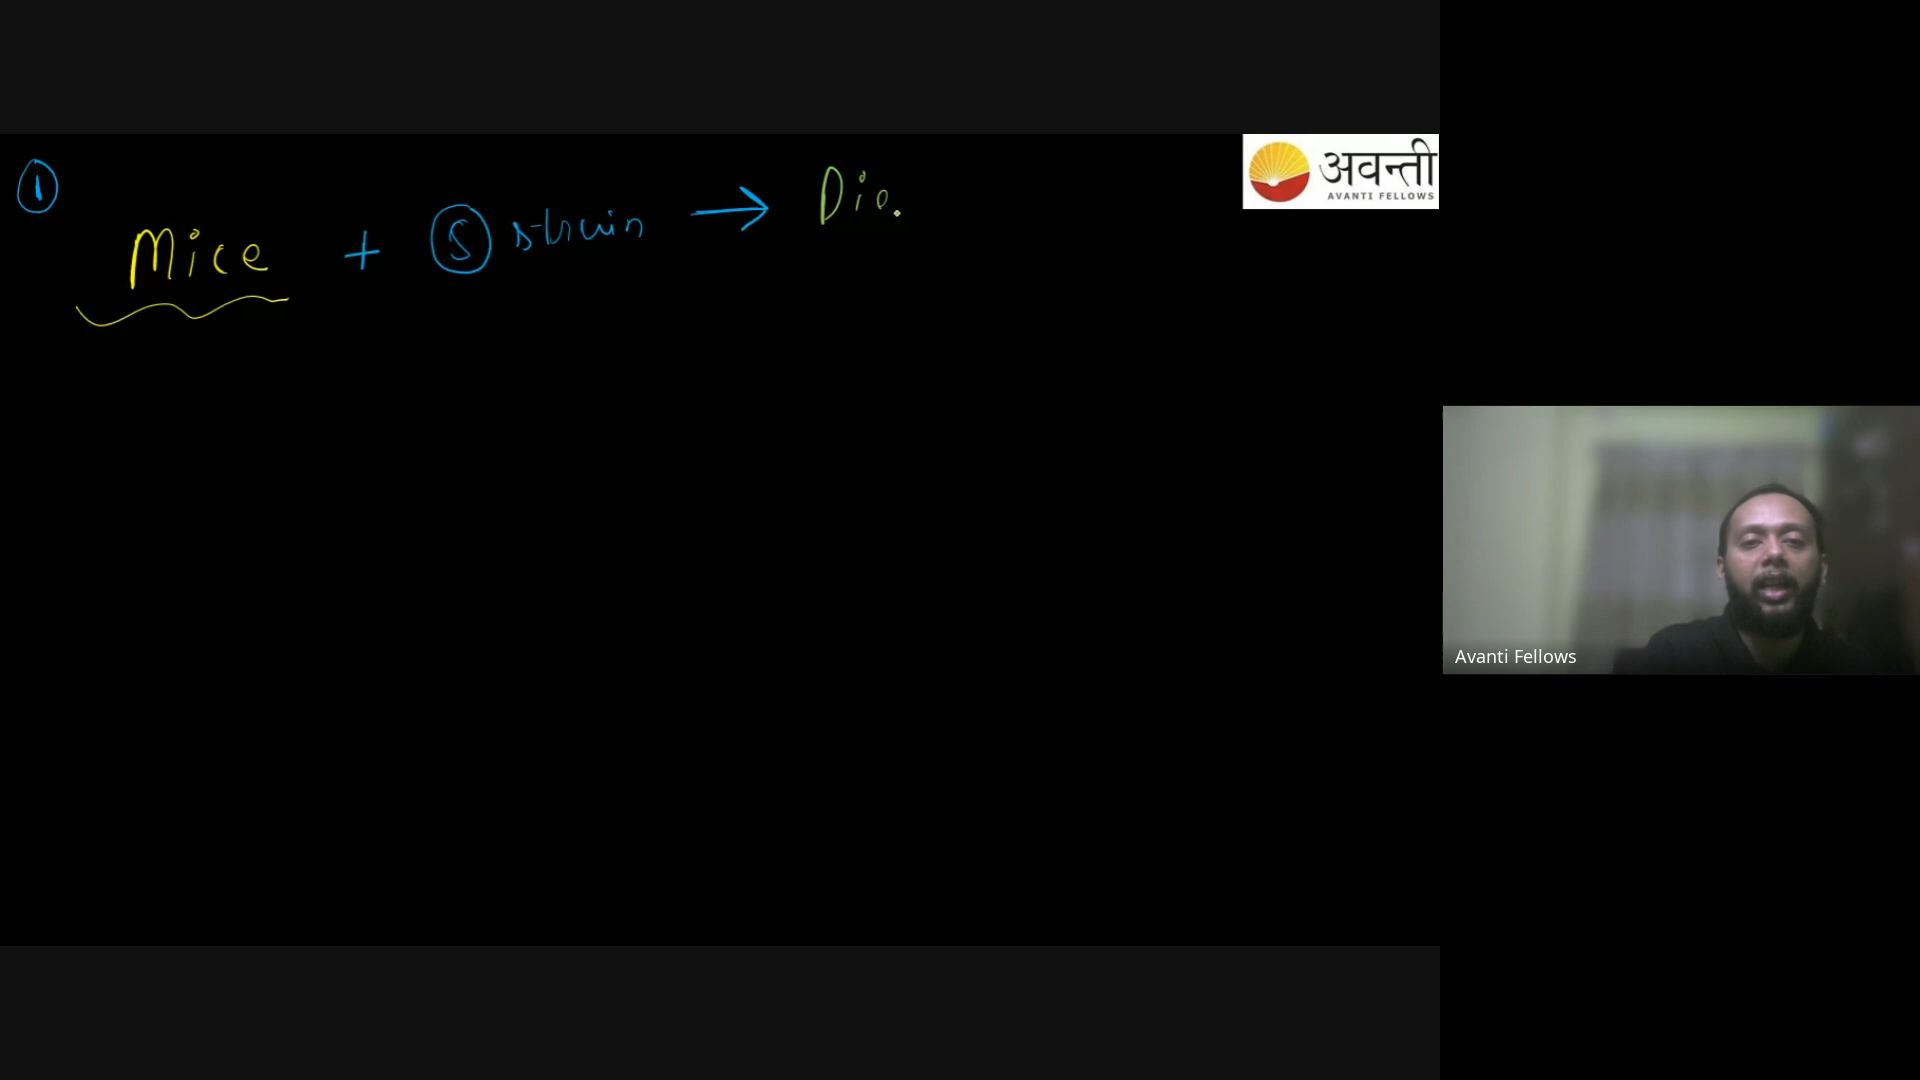 ①
Mice + Ⓢ strain → Die.
अवन्ती
AVANTI FELLOWS
Avanti Fellows